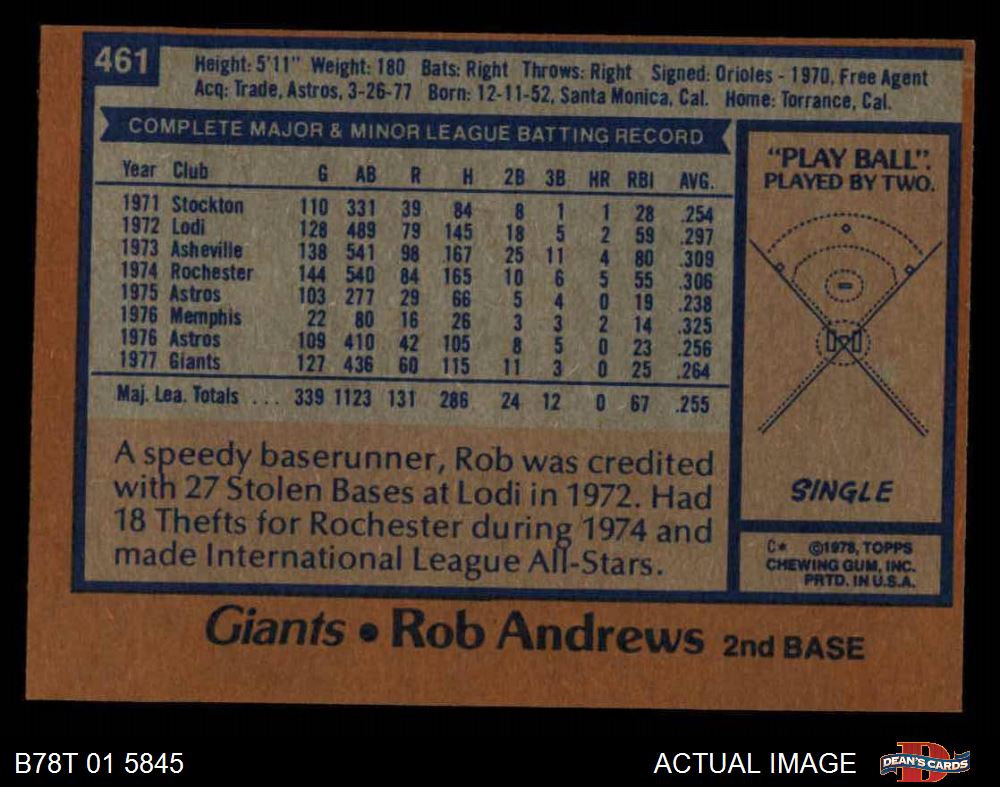 461
Height: 5'11" Weight: 180 Bats: Right Throws: Right Signed: Orioles - 1970, Free Agent
Acq: Trade, Astros, 3-26-77 Born: 12-11-52, Santa Monica, Cal. Home: Torrance, Cal.
COMPLETE MAJOR & MINOR LEAGUE BATTING RECORD
Year Club G AB R H 2B 3B HR RBI AVG.
1971 Stockton 110 331 39 84 8 1 1 28 .254
1972 Lodi 128 489 79 145 18 5 2 59 .297
1973 Asheville 138 541 98 167 25 11 4 80 .309
1974 Rochester 144 540 84 165 10 6 5 55 .306
1975 Astros 103 277 29 66 5 4 0 19 .238
1976 Memphis 22 80 16 26 3 3 2 14 .325
1976 Astros 109 410 42 105 8 5 0 23 .256
1977 Giants 127 436 60 115 11 3 0 25 .264
Maj. Lea. Totals ... 339 1123 131 286 24 12 0 67 .255
A speedy baserunner, Rob was credited
with 27 Stolen Bases at Lodi in 1972. Had
18 Thefts for Rochester during 1974 and
made International League All-Stars.
"PLAY BALL".
PLAYED BY TWO.
SINGLE
C* ©1978, TOPPS
CHEWING GUM, INC.
PRTD. IN U.S.A.
Giants • Rob Andrews 2nd BASE
B78T 01 5845
ACTUAL IMAGE
DEAN'S CARDS